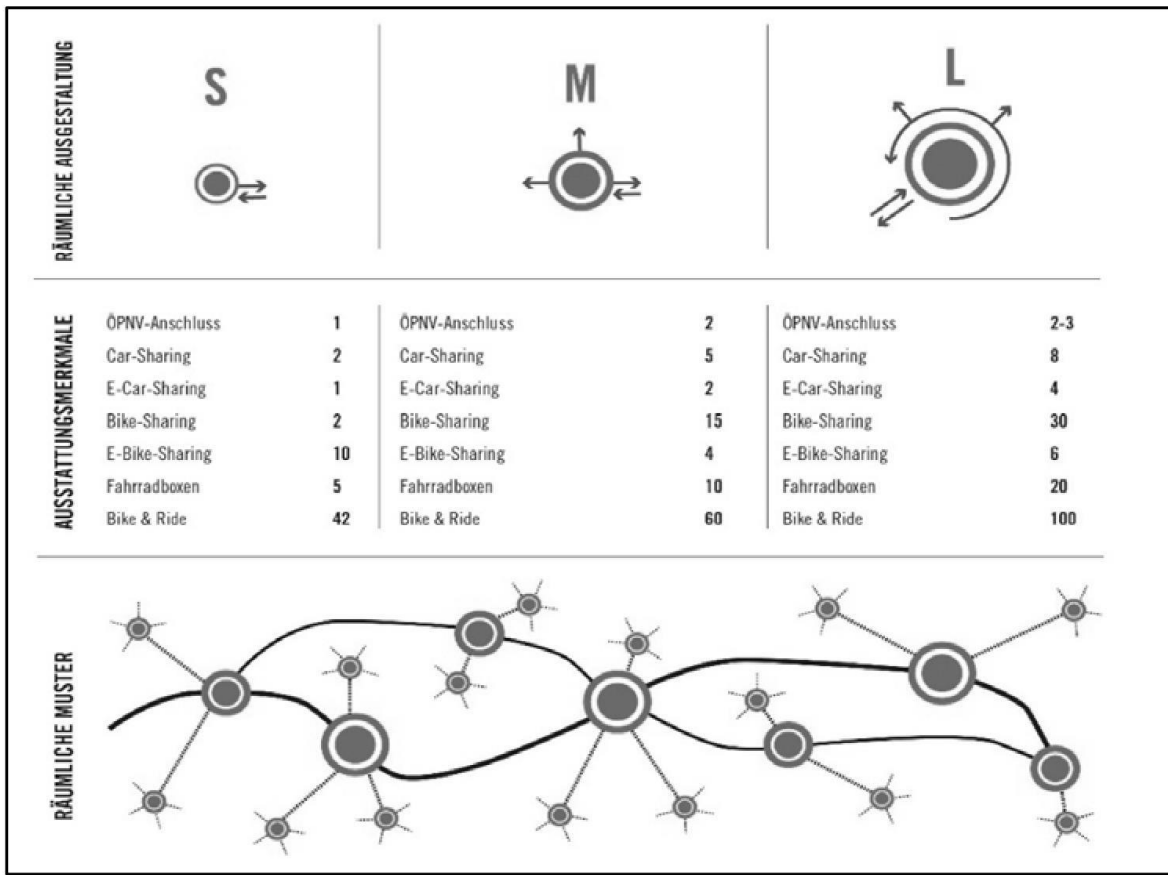 RÄUMLICHE AUSGESTALTUNG
S
M
L
AUSSTATTUNGSMERKMALE
ÖPNV-Anschluss 1
Car-Sharing 2
E-Car-Sharing 1
Bike-Sharing 2
E-Bike-Sharing 10
Fahrradboxen 5
Bike & Ride 42
ÖPNV-Anschluss 2
Car-Sharing 5
E-Car-Sharing 2
Bike-Sharing 15
E-Bike-Sharing 4
Fahrradboxen 10
Bike & Ride 60
ÖPNV-Anschluss 2-3
Car-Sharing 8
E-Car-Sharing 4
Bike-Sharing 30
E-Bike-Sharing 6
Fahrradboxen 20
Bike & Ride 100
RÄUMLICHE MUSTER